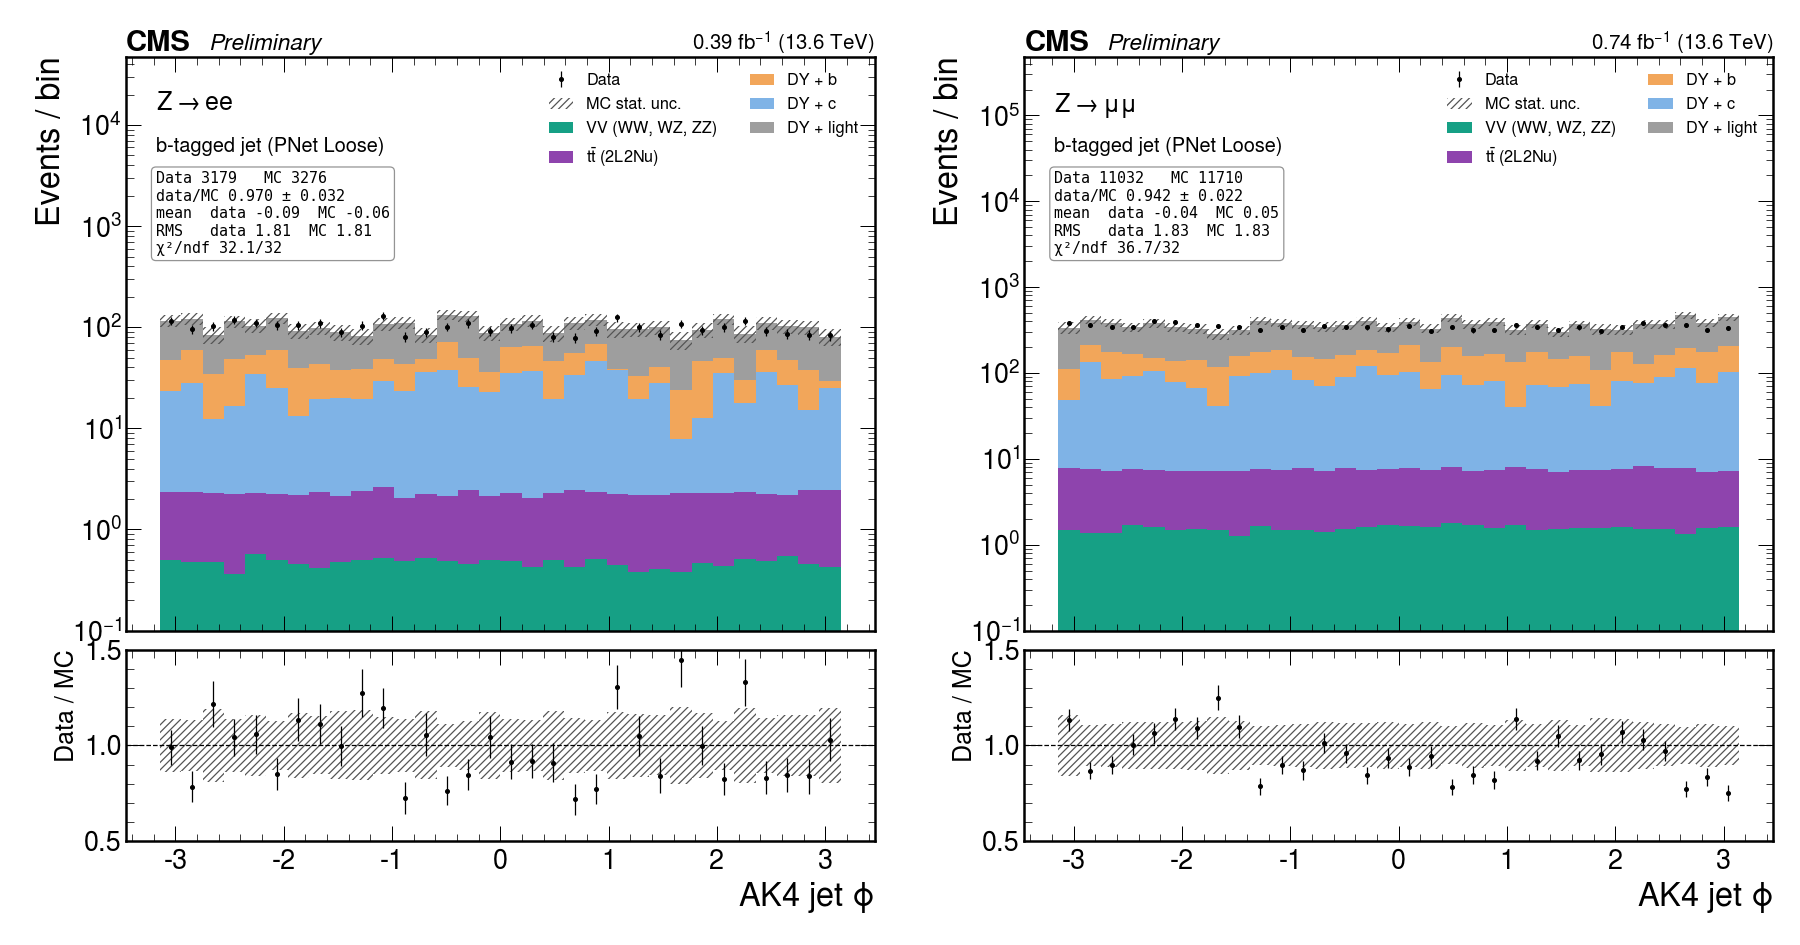 CMS Preliminary 0.39 fb⁻¹ (13.6 TeV)
Events / bin
Z → ee
b-tagged jet (PNet Loose)
Data 3179   MC 3276
data/MC 0.970 ± 0.032
mean  data -0.09  MC -0.06
RMS   data 1.81  MC 1.81
χ²/ndf 32.1/32
Data
MC stat. unc.
VV (WW, WZ, ZZ)
tt̄ (2L2Nu)
DY + b
DY + c
DY + light
10⁴
10³
10²
10¹
10⁰
10⁻¹
Data / MC
1.5
1.0
0.5
-3 -2 -1 0 1 2 3
AK4 jet ϕ
CMS Preliminary 0.74 fb⁻¹ (13.6 TeV)
Events / bin
Z → μμ
b-tagged jet (PNet Loose)
Data 11032   MC 11710
data/MC 0.942 ± 0.022
mean  data -0.04  MC 0.05
RMS   data 1.83  MC 1.83
χ²/ndf 36.7/32
Data
MC stat. unc.
VV (WW, WZ, ZZ)
tt̄ (2L2Nu)
DY + b
DY + c
DY + light
10⁵
10⁴
10³
10²
10¹
10⁰
10⁻¹
Data / MC
1.5
1.0
0.5
-3 -2 -1 0 1 2 3
AK4 jet ϕ